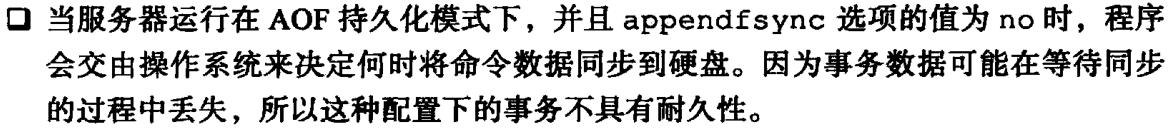 ❑ 当服务器运行在 AOF 持久化模式下，并且 appendfsync 选项的值为 no 时，程序
会交由操作系统来决定何时将命令数据同步到硬盘。因为事务数据可能在等待同步
的过程中丢失，所以这种配置下的事务不具有耐久性。